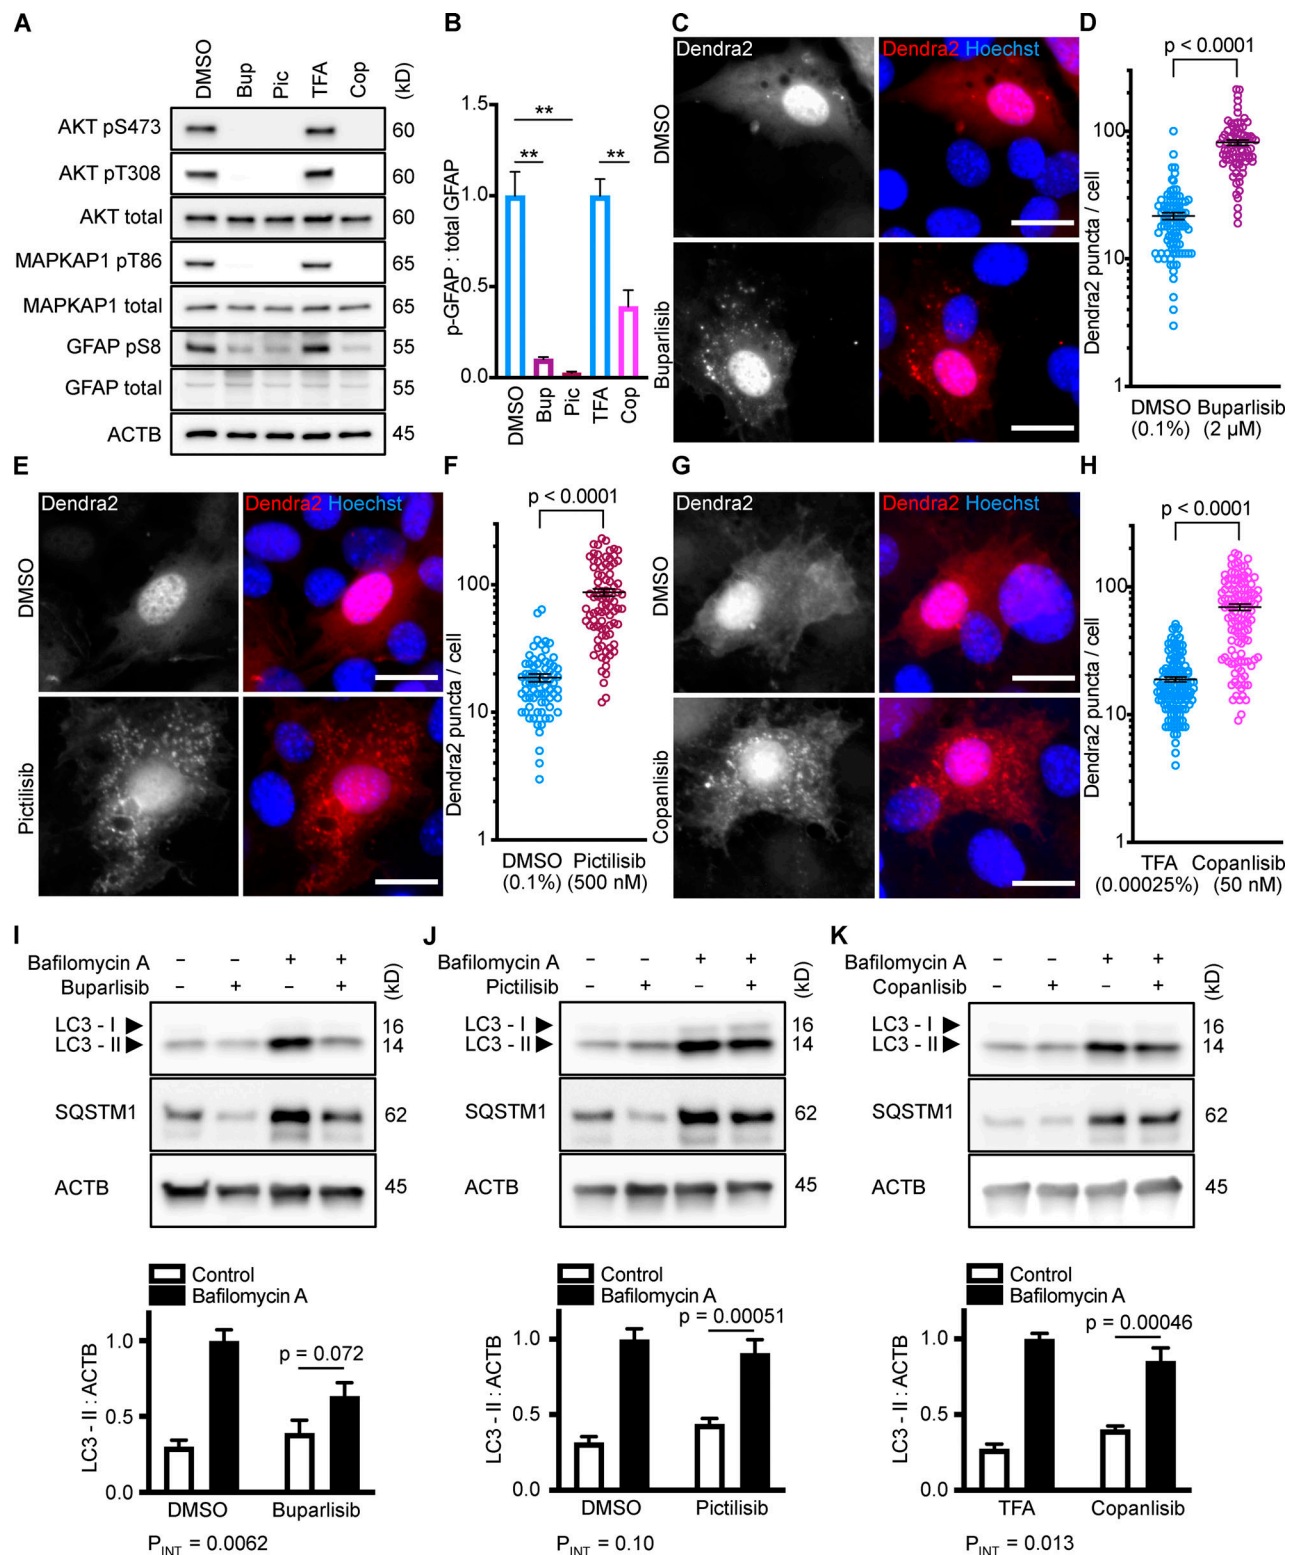 A
DMSO
Bup
Pic
TFA
Cop
(kD)
AKT pS473
60
AKT pT308
60
AKT total
60
MAPKAP1 pT86
65
MAPKAP1 total
65
GFAP pS8
55
GFAP total
55
ACTB
45
B
p-GFAP : total GFAP
**
** **
1.0
0.5
0.0
DMSO
Bup
Pic
TFA
Cop
C
Dendra2
Dendra2 Hoechst
DMSO
Buparlisib
D
p < 0.0001
Dendra2 puncta / cell
100
10
1
DMSO Buparlisib
(0.1%) (2 µM)
E
Dendra2
Dendra2 Hoechst
DMSO
Pictilisib
F
p < 0.0001
Dendra2 puncta / cell
100
10
1
DMSO Pictilisib
(0.1%) (500 nM)
G
Dendra2
Dendra2 Hoechst
DMSO
Copanlisib
H
p < 0.0001
Dendra2 puncta / cell
100
10
1
TFA Copanlisib
(0.00025%) (50 nM)
I
Bafilomycin A – – + +
Buparlisib – + – +
(kD)
LC3 - I 16
LC3 - II 14
SQSTM1 62
ACTB 45
Control
Bafilomycin A
LC3 - II : ACTB
1.0
0.5
0.0
p = 0.072
DMSO Buparlisib
PINT = 0.0062
J
Bafilomycin A – – + +
Pictilisib – + – +
(kD)
LC3 - I 16
LC3 - II 14
SQSTM1 62
ACTB 45
Control
Bafilomycin A
LC3 - II : ACTB
1.0
0.5
0.0
p = 0.00051
DMSO Pictilisib
PINT = 0.10
K
Bafilomycin A – – + +
Copanlisib – + – +
(kD)
LC3 - I 16
LC3 - II 14
SQSTM1 62
ACTB 45
Control
Bafilomycin A
LC3 - II : ACTB
1.0
0.5
0.0
p = 0.00046
TFA Copanlisib
PINT = 0.013